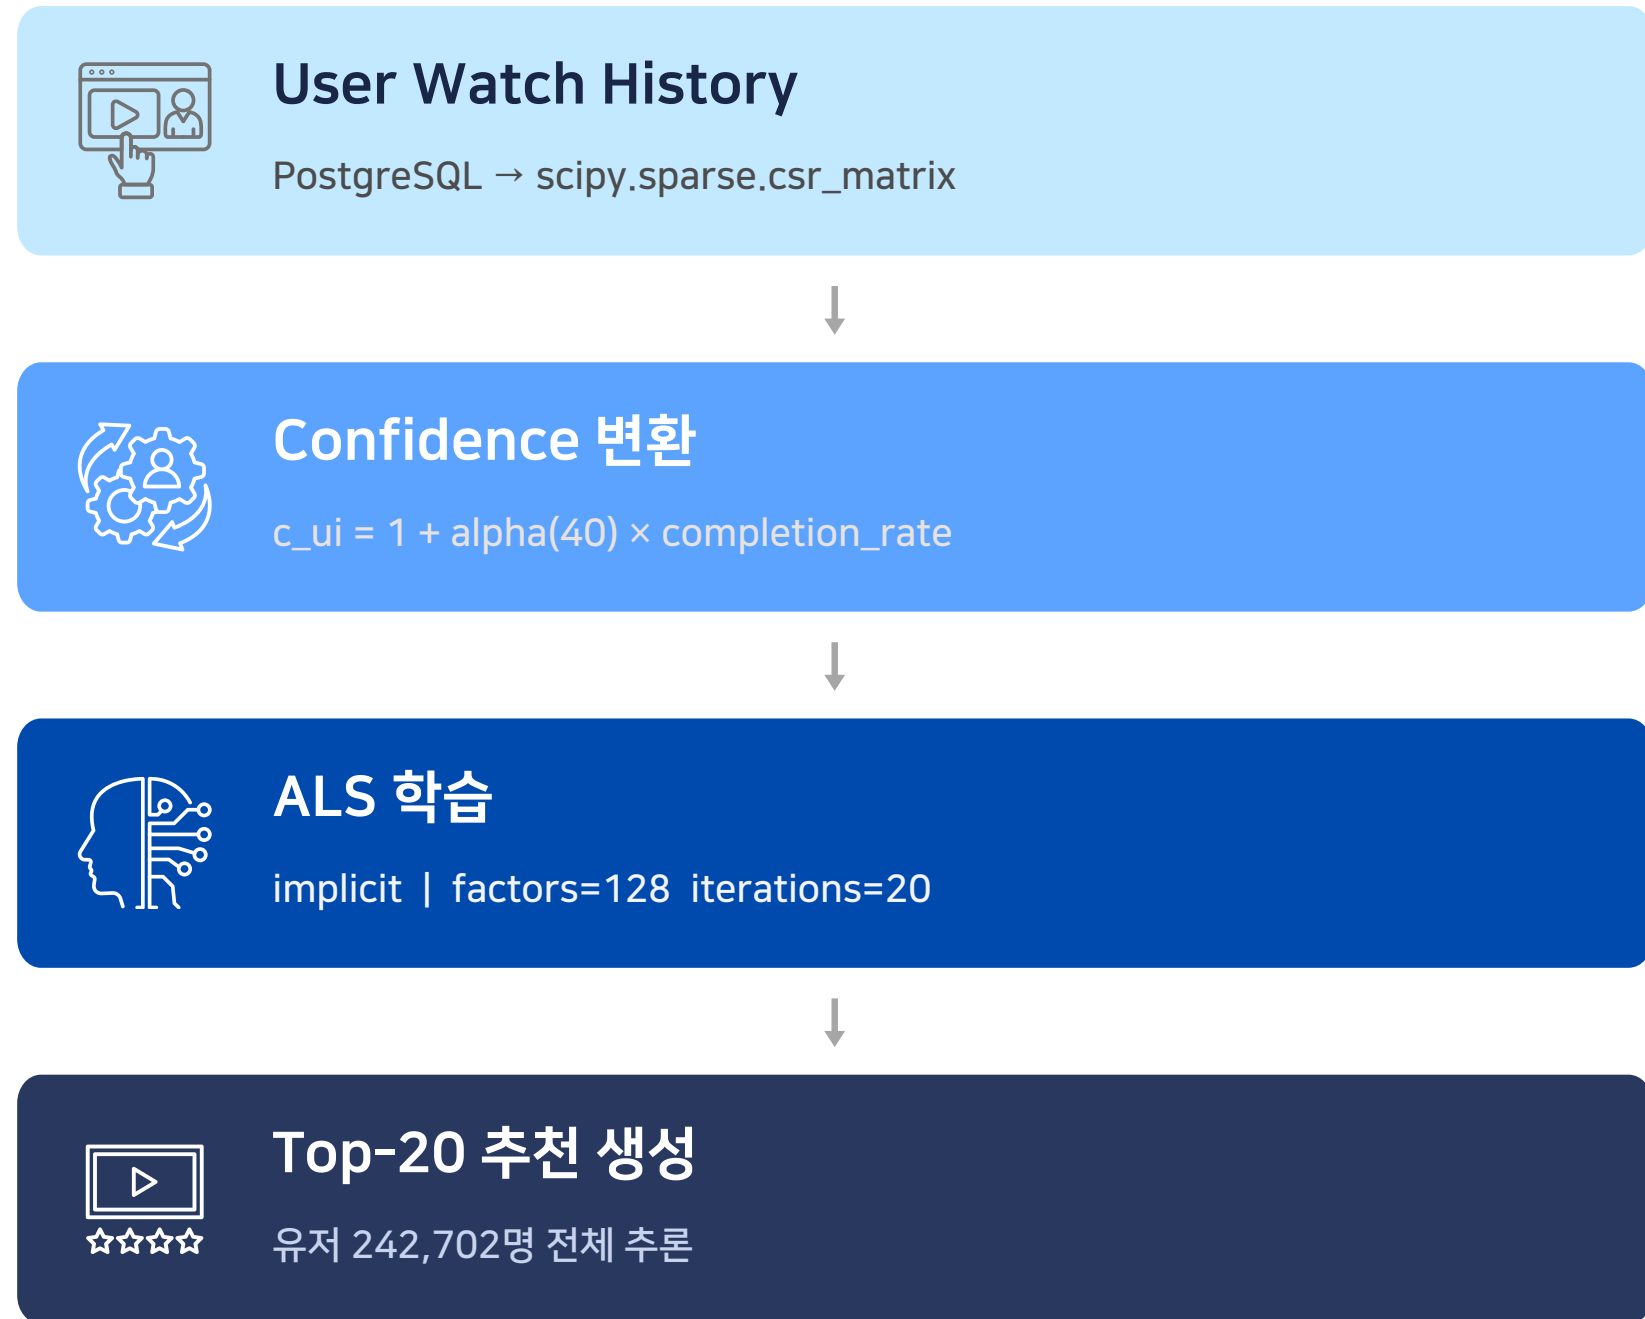 User Watch History
PostgreSQL → scipy.sparse.csr_matrix
Confidence 변환
c_ui = 1 + alpha(40) × completion_rate
ALS 학습
implicit | factors=128 iterations=20
Top-20 추천 생성
유저 242,702명 전체 추론